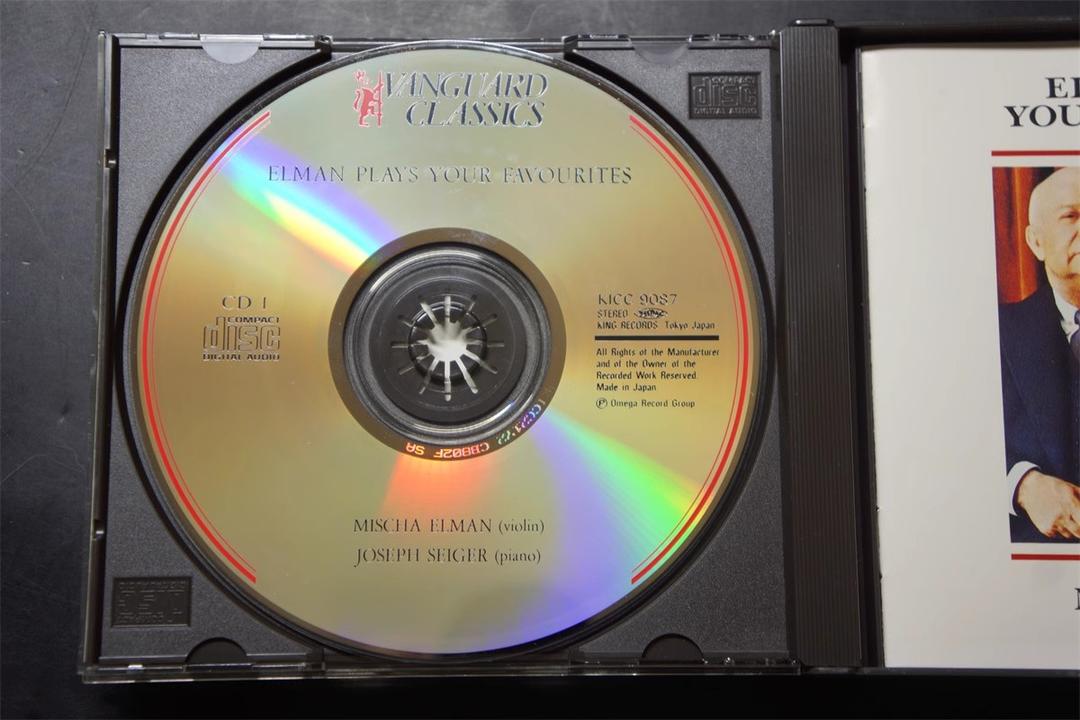 VANGUARD
CLASSICS
ELMAN PLAYS YOUR FAVOURITES
CD 1
COMPACT
disc
DIGITAL AUDIO
KICC 9087
STEREO
KING RECORDS Tokyo Japan
All Rights of the Manufacturer
and of the Owner of the
Recorded Work Reserved.
Made in Japan
Ⓟ Omega Record Group
MISCHA ELMAN (violin)
JOSEPH SEIGER (piano)
COMPACT
disc
DIGITAL AUDIO
YOU